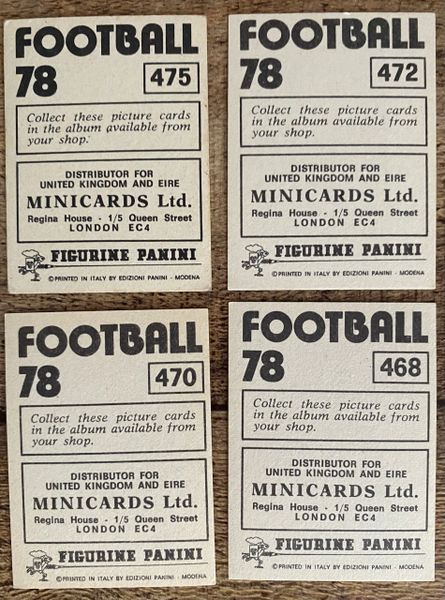 FOOTBALL
78 475
Collect these picture cards
in the album available from
your shop.
DISTRIBUTOR FOR
UNITED KINGDOM AND EIRE
MINICARDS Ltd.
Regina House - 1/5 Queen Street
LONDON EC4
FIGURINE PANINI
©PRINTED IN ITALY BY EDIZIONI PANINI - MODENA
FOOTBALL
78 472
Collect these picture cards
in the album available from
your shop.
DISTRIBUTOR FOR
UNITED KINGDOM AND EIRE
MINICARDS Ltd.
Regina House - 1/5 Queen Street
LONDON EC4
FIGURINE PANINI
©PRINTED IN ITALY BY EDIZIONI PANINI - MODENA
FOOTBALL
78 470
Collect these picture cards
in the album available from
your shop.
DISTRIBUTOR FOR
UNITED KINGDOM AND EIRE
MINICARDS Ltd.
Regina House - 1/5 Queen Street
LONDON EC4
FIGURINE PANINI
©PRINTED IN ITALY BY EDIZIONI PANINI - MODENA
FOOTBALL
78 468
Collect these picture cards
in the album available from
your shop.
DISTRIBUTOR FOR
UNITED KINGDOM AND EIRE
MINICARDS Ltd.
Regina House - 1/5 Queen Street
LONDON EC4
FIGURINE PANINI
©PRINTED IN ITALY BY EDIZIONI PANINI - MODENA